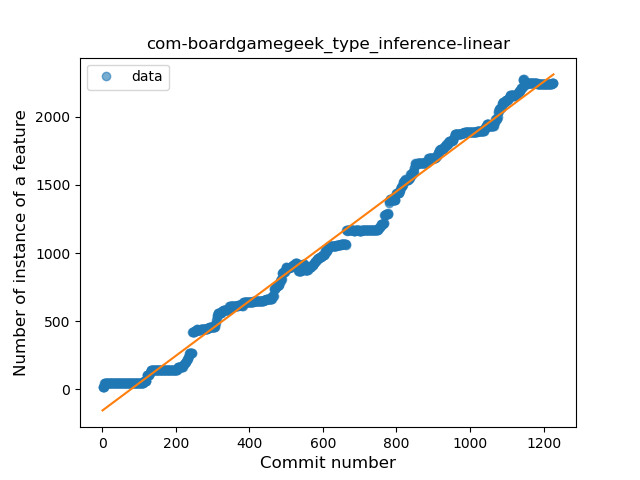 com-boardgamegeek_type_inference-linear
data
Number of instance of a feature
2000
1500
1000
500
0
0 200 400 600 800 1000 1200
Commit number